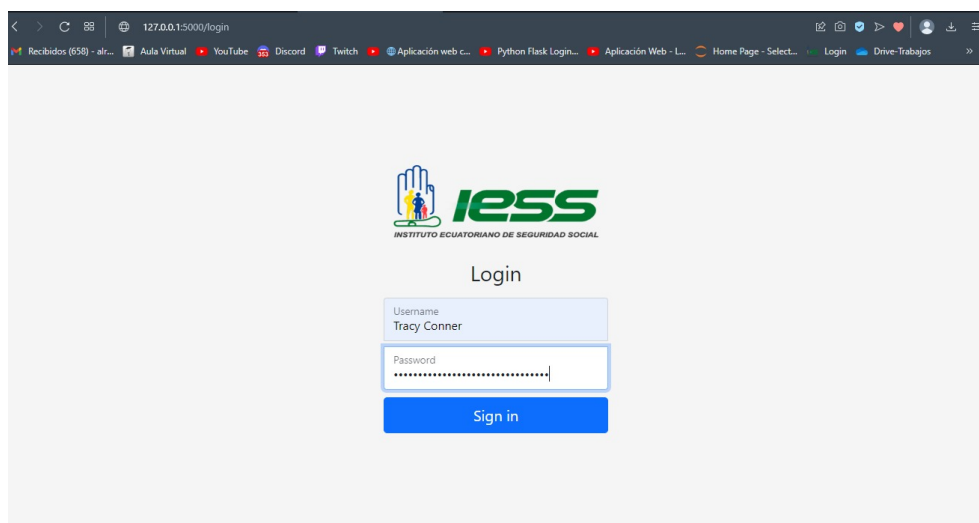 127.0.0.1:5000/login
Recibidos (658) - alr... Aula Virtual YouTube 353 Discord Twitch Aplicación web c... Python Flask Login... Aplicación Web - L... Home Page - Select... Login Drive-Trabajos »
IESS
INSTITUTO ECUATORIANO DE SEGURIDAD SOCIAL
Login
Username
Tracy Conner
Password
Sign in